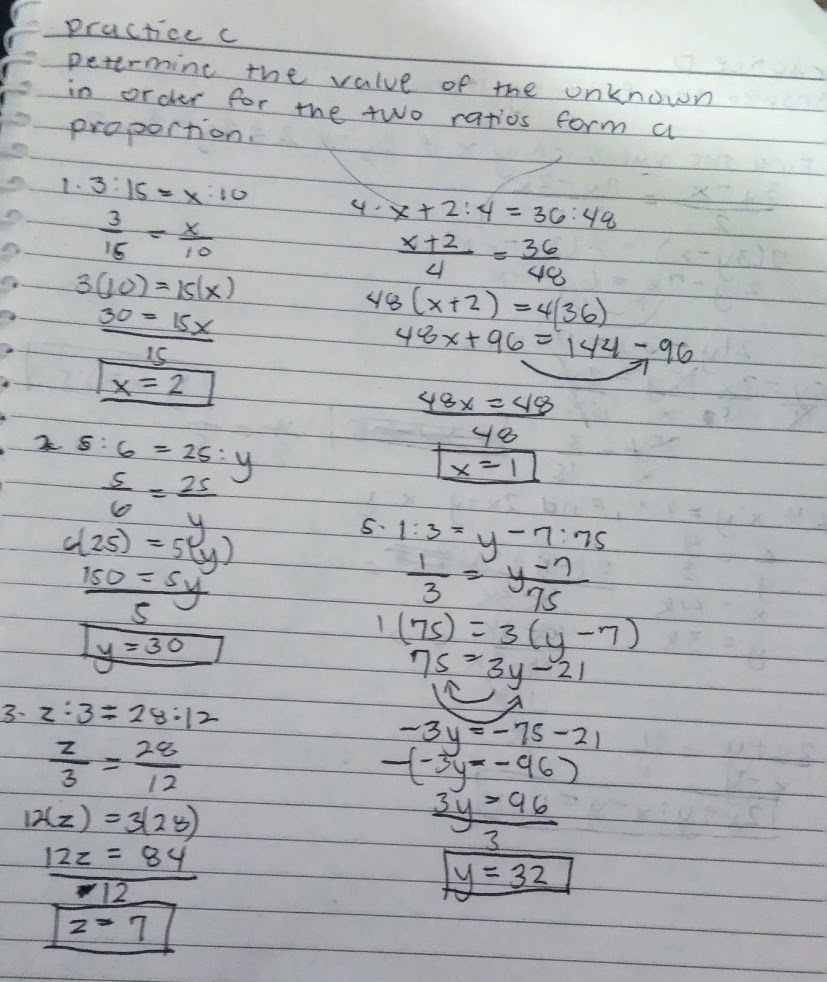 Practice C
Determine the value of the unknown
in order for the two ratios form a
proportion.
1. 3:15 = x:10
3/15 = x/10
3(10) = 15(x)
30 = 15x
15
x = 2
2. 5:6 = 25:y
5/6 = 25/y
6(25) = 5(y)
150 = 5y
5
y = 30
3. z:3 = 28:12
z/3 = 28/12
12(z) = 3(28)
12z = 84
12
z = 7
4. x+2:4 = 36:48
x+2/4 = 36/48
48(x+2) = 4(36)
48x+96 = 144 - 96
48x = 48
48
x = 1
5. 1:3 = y-7:75
1/3 = y-7/75
1(75) = 3(y-7)
75 = 3y-21
-3y = -75-21
-(-3y = -96)
3y = 96
3
y = 32